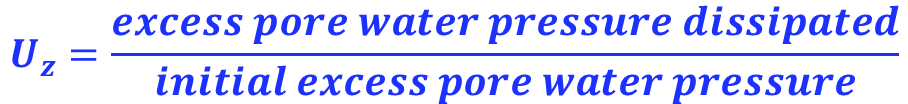 U_z = excess pore water pressure dissipated / initial excess pore water pressure